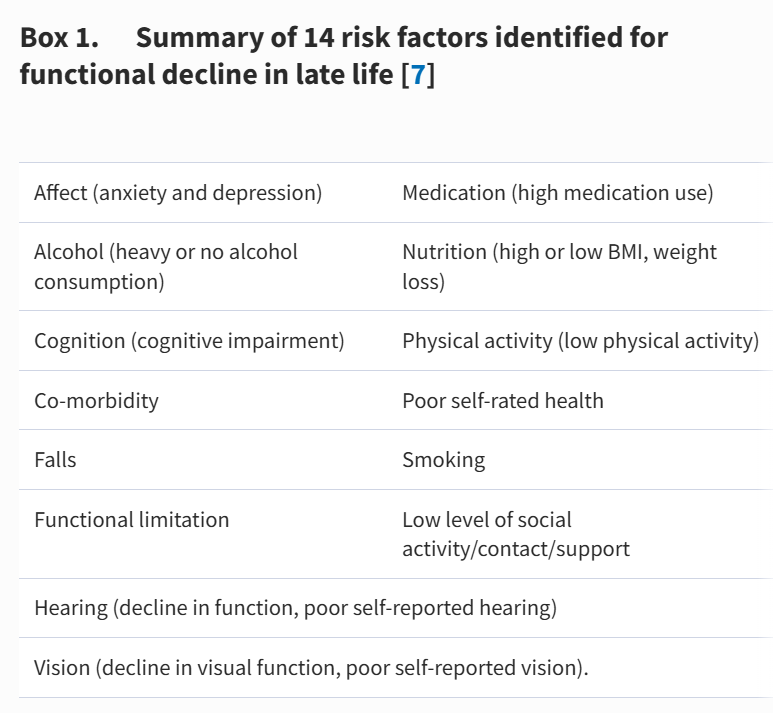 Box 1. Summary of 14 risk factors identified for
functional decline in late life [7]
Affect (anxiety and depression)
Medication (high medication use)
Alcohol (heavy or no alcohol
consumption)
Nutrition (high or low BMI, weight
loss)
Cognition (cognitive impairment)
Physical activity (low physical activity)
Co-morbidity
Poor self-rated health
Falls
Smoking
Functional limitation
Low level of social
activity/contact/support
Hearing (decline in function, poor self-reported hearing)
Vision (decline in visual function, poor self-reported vision).